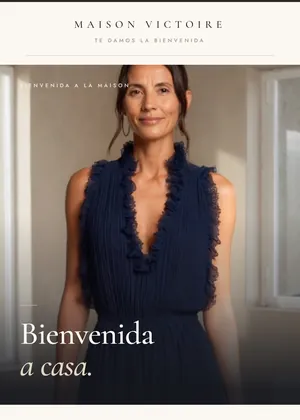 MAISON VICTOIRE
TE DAMOS LA BIENVENIDA
BIENVENIDA A LA MAISON
Bienvenida
a casa.